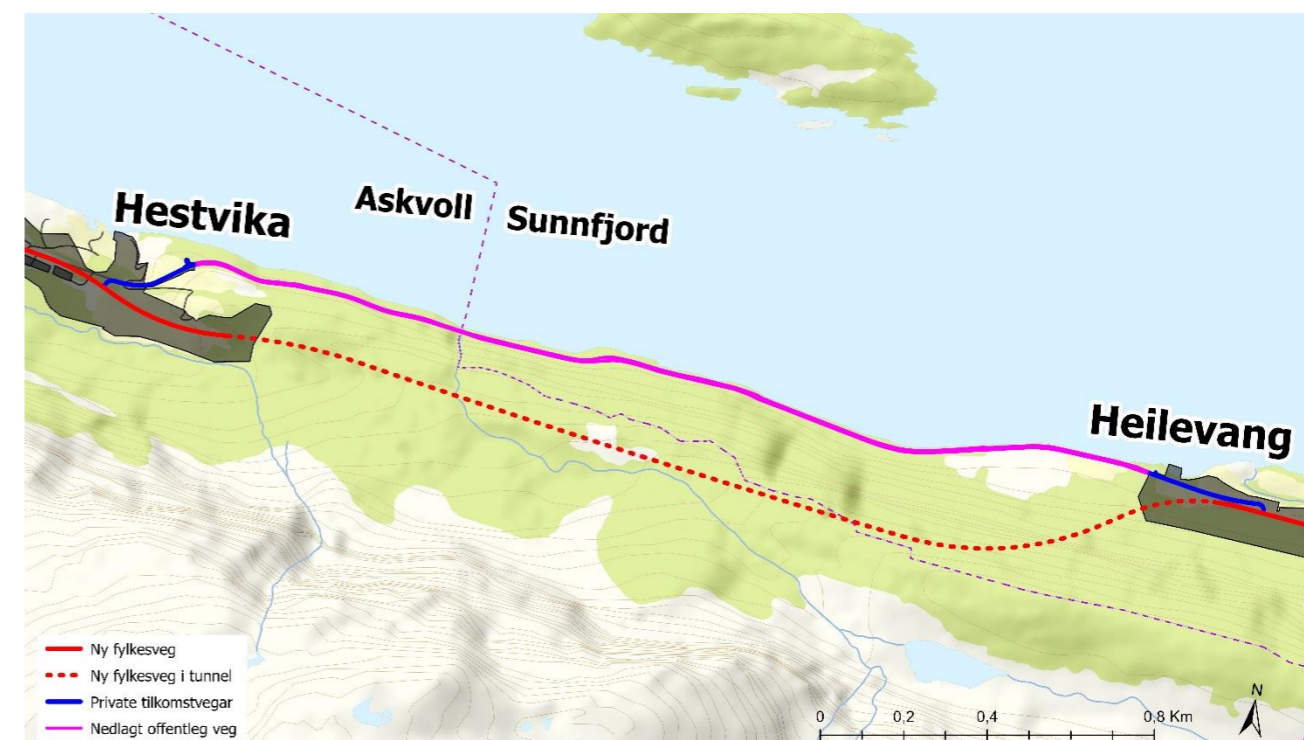 Hestvika
Askvoll
Sunnfjord
Heilevang
Ny fylkesveg
Ny fylkesveg i tunnel
Private tilkomstvegar
Nedlagt offentleg veg
0 0,2 0,4 0,8 Km
N